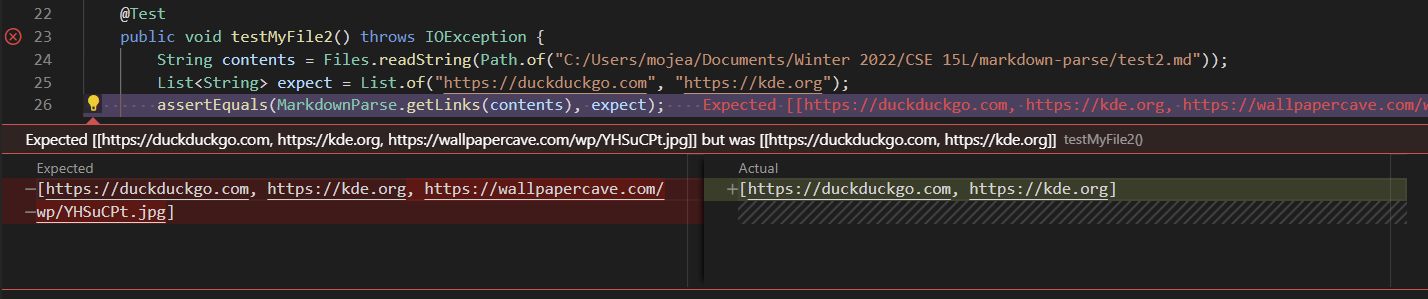 22 @Test
23 public void testMyFile2() throws IOException {
24 String contents = Files.readString(Path.of("C:/Users/mojea/Documents/Winter 2022/CSE 15L/markdown-parse/test2.md"));
25 List<String> expect = List.of("https://duckduckgo.com", "https://kde.org");
26 assertEquals(MarkdownParse.getLinks(contents), expect); Expected [[https://duckduckgo.com, https://kde.org, https://wallpapercave.com/w
Expected [[https://duckduckgo.com, https://kde.org, https://wallpapercave.com/wp/YHSuCPt.jpg]] but was [[https://duckduckgo.com, https://kde.org]] testMyFile2()
Expected
−[https://duckduckgo.com, https://kde.org, https://wallpapercave.com/
−wp/YHSuCPt.jpg]
Actual
+[https://duckduckgo.com, https://kde.org]